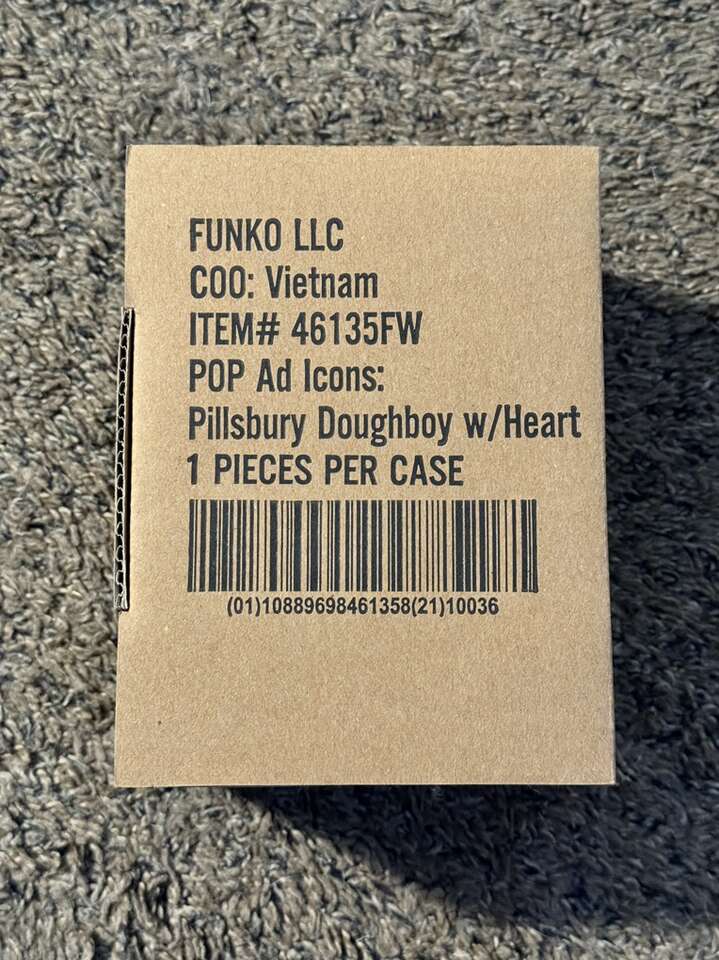 FUNKO LLC
COO: Vietnam
ITEM# 46135FW
POP Ad Icons:
Pillsbury Doughboy w/Heart
1 PIECES PER CASE
(01)10889698461358(21)10036